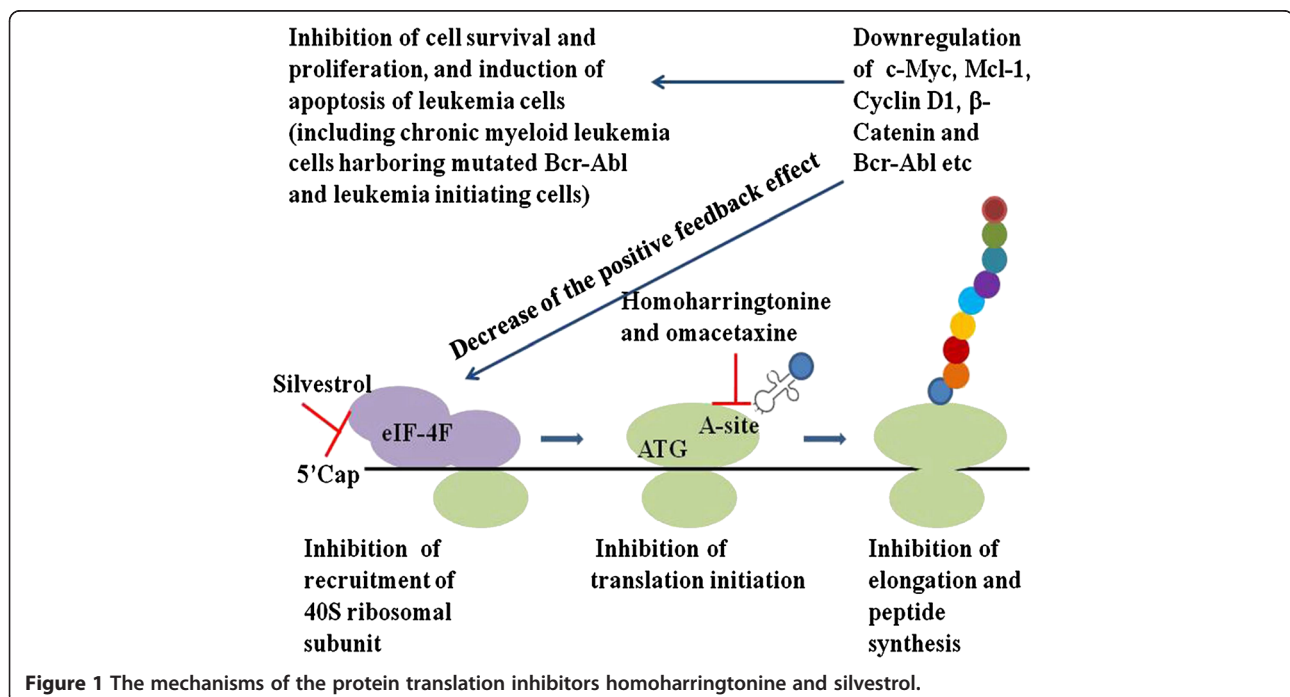 Inhibition of cell survival and
proliferation, and induction of
apoptosis of leukemia cells
(including chronic myeloid leukemia
cells harboring mutated Bcr-Abl
and leukemia initiating cells)
Downregulation
of c-Myc, Mcl-1,
Cyclin D1, β-
Catenin and
Bcr-Abl etc
Decrease of the positive feedback effect
Homoharringtonine
and omacetaxine
Silvestrol
eIF-4F
5'Cap
A-site
ATG
Inhibition of
recruitment of
40S ribosomal
subunit
Inhibition of
translation initiation
Inhibition of
elongation and
peptide
synthesis
Figure 1 The mechanisms of the protein translation inhibitors homoharringtonine and silvestrol.